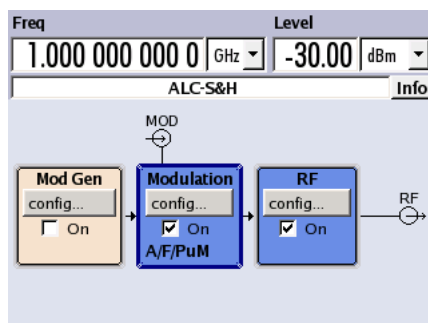 Freq Level
1.000 000 000 0 GHz -30.00 dBm
ALC-S&H Info
MOD
Mod Gen Modulation RF
config... config... config... RF
On On On
A/F/PuM